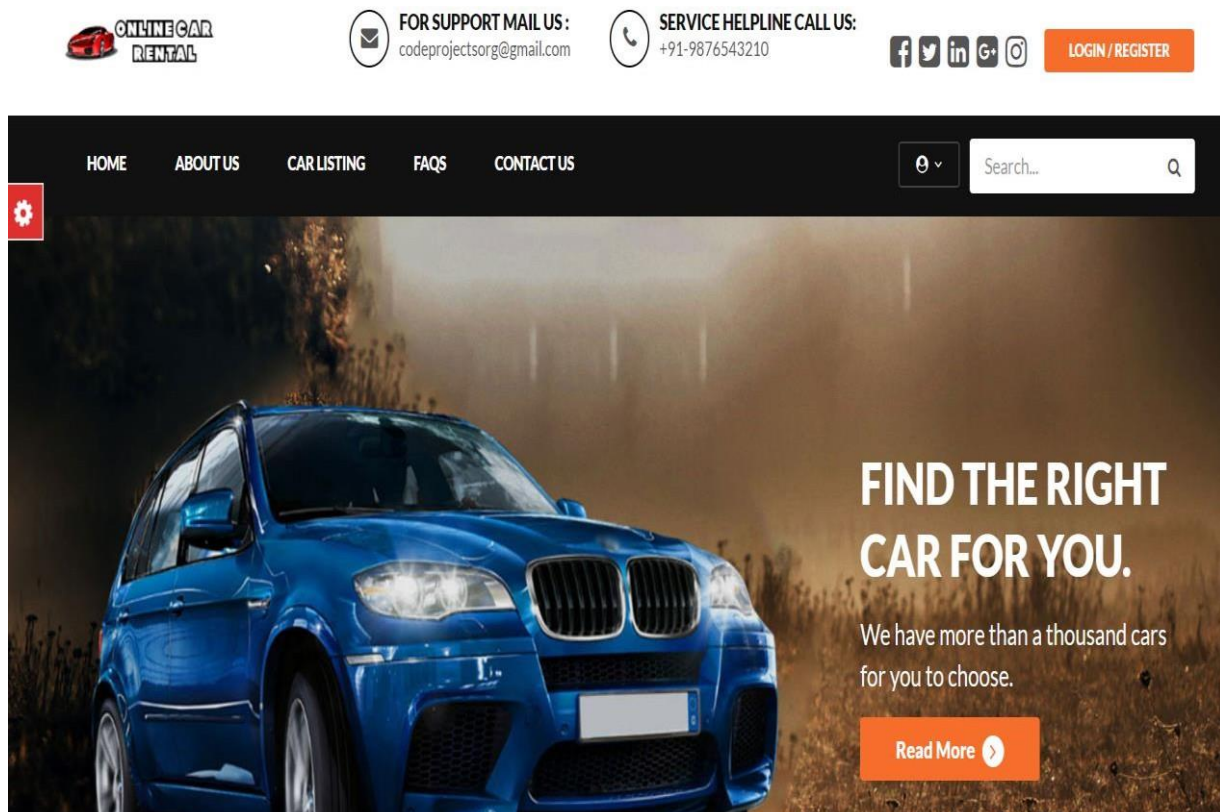 ONLINE CAR
RENTAL
FOR SUPPORT MAIL US :
codeprojectsorg@gmail.com
SERVICE HELPLINE CALL US:
+91-9876543210
LOGIN / REGISTER
HOME ABOUT US CAR LISTING FAQS CONTACT US
Search...
FIND THE RIGHT
CAR FOR YOU.
We have more than a thousand cars
for you to choose.
Read More